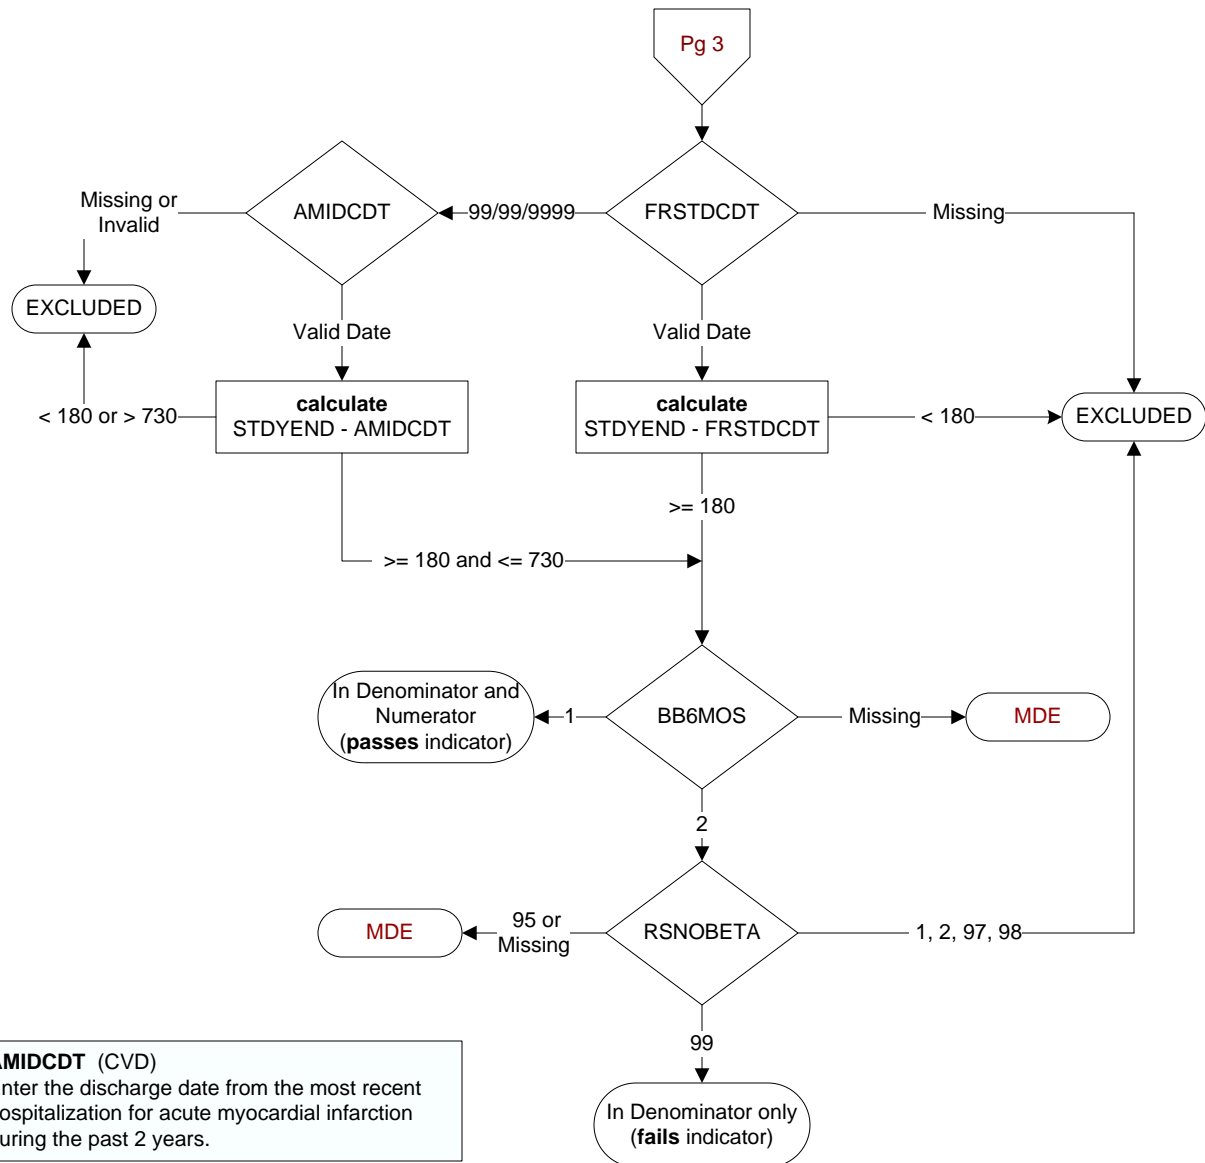 Pg 3
Missing or
Invalid
AMIDCDT
99/99/9999
FRSTDCDT
Missing
EXCLUDED
Valid Date
Valid Date
< 180 or > 730
calculate
STDYEND - AMIDCDT
calculate
STDYEND - FRSTDCDT
< 180
EXCLUDED
>= 180
>= 180 and <= 730
In Denominator and
Numerator
(passes indicator)
1
BB6MOS
Missing
MDE
2
MDE
95 or
Missing
RSNOBETA
1, 2, 97, 98
99
In Denominator only
(fails indicator)
AMIDCDT (CVD)
nter the discharge date from the most recent
ospitalization for acute myocardial infarction
uring the past 2 years.